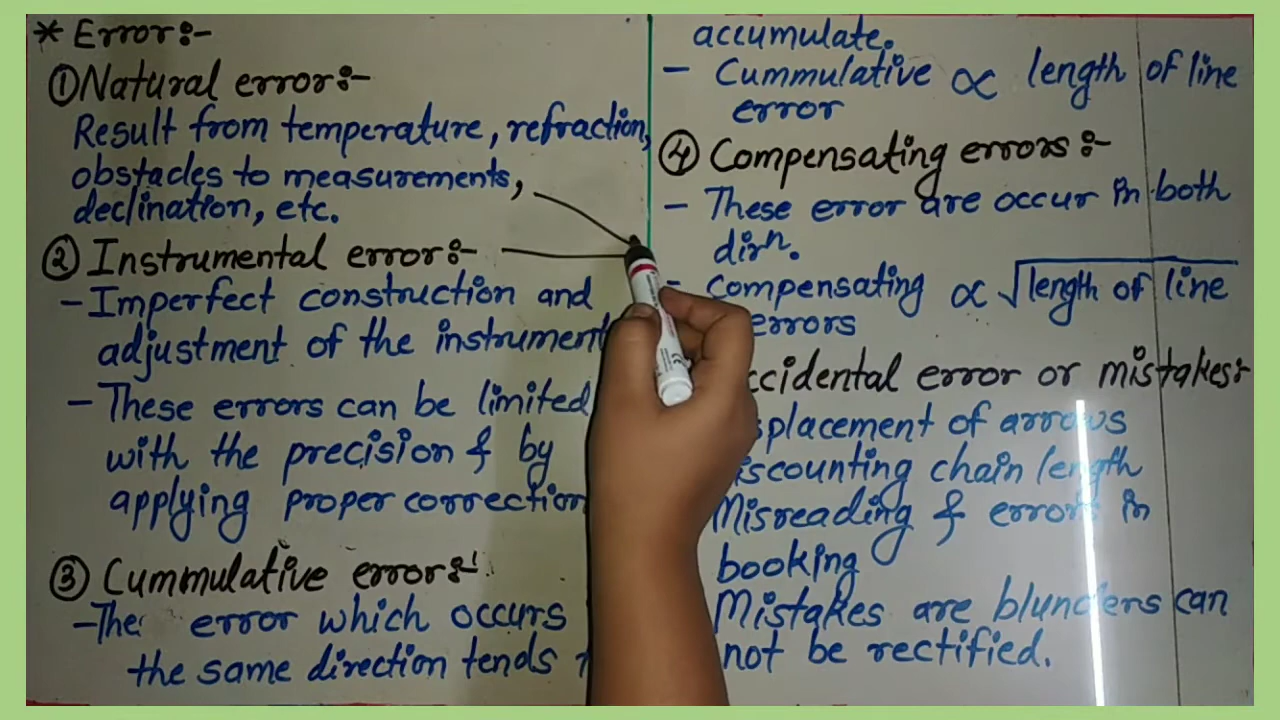 * Error:-
① Natural error:-
Result from temperature, refraction,
obstacles to measurements,
declination, etc.
② Instrumental error:-
- Imperfect construction and
adjustment of the instrument
- These errors can be limited
with the precision & by
applying proper correction
③ Cummulative error:-
- The error which occurs
the same direction tends
accumulate.
- Cummulative ∝ length of line
error
④ Compensating errors:-
- These error are occur in both
dirⁿ.
- compensating ∝ √length of line
errors
ccidental error or mistakes:-
splacement of arrows
iscounting chain length
Misreading & errors in
booking
Mistakes are blunders can
not be rectified.